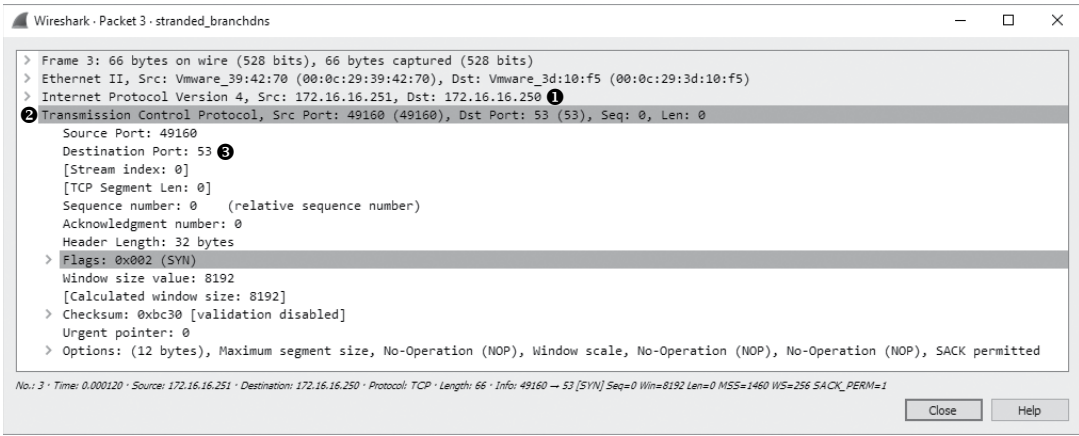 Wireshark · Packet 3 · stranded_branchdns
> Frame 3: 66 bytes on wire (528 bits), 66 bytes captured (528 bits)
> Ethernet II, Src: Vmware_39:42:70 (00:0c:29:39:42:70), Dst: Vmware_3d:10:f5 (00:0c:29:3d:10:f5)
> Internet Protocol Version 4, Src: 172.16.16.251, Dst: 172.16.16.250 ❶
❷ Transmission Control Protocol, Src Port: 49160 (49160), Dst Port: 53 (53), Seq: 0, Len: 0
Source Port: 49160
Destination Port: 53 ❸
[Stream index: 0]
[TCP Segment Len: 0]
Sequence number: 0    (relative sequence number)
Acknowledgment number: 0
Header Length: 32 bytes
> Flags: 0x002 (SYN)
Window size value: 8192
[Calculated window size: 8192]
> Checksum: 0xbc30 [validation disabled]
Urgent pointer: 0
> Options: (12 bytes), Maximum segment size, No-Operation (NOP), Window scale, No-Operation (NOP), No-Operation (NOP), SACK permitted
No.: 3 · Time: 0.000120 · Source: 172.16.16.251 · Destination: 172.16.16.250 · Protocol: TCP · Length: 66 · Info: 49160 → 53 [SYN] Seq=0 Win=8192 Len=0 MSS=1460 WS=256 SACK_PERM=1
Close Help